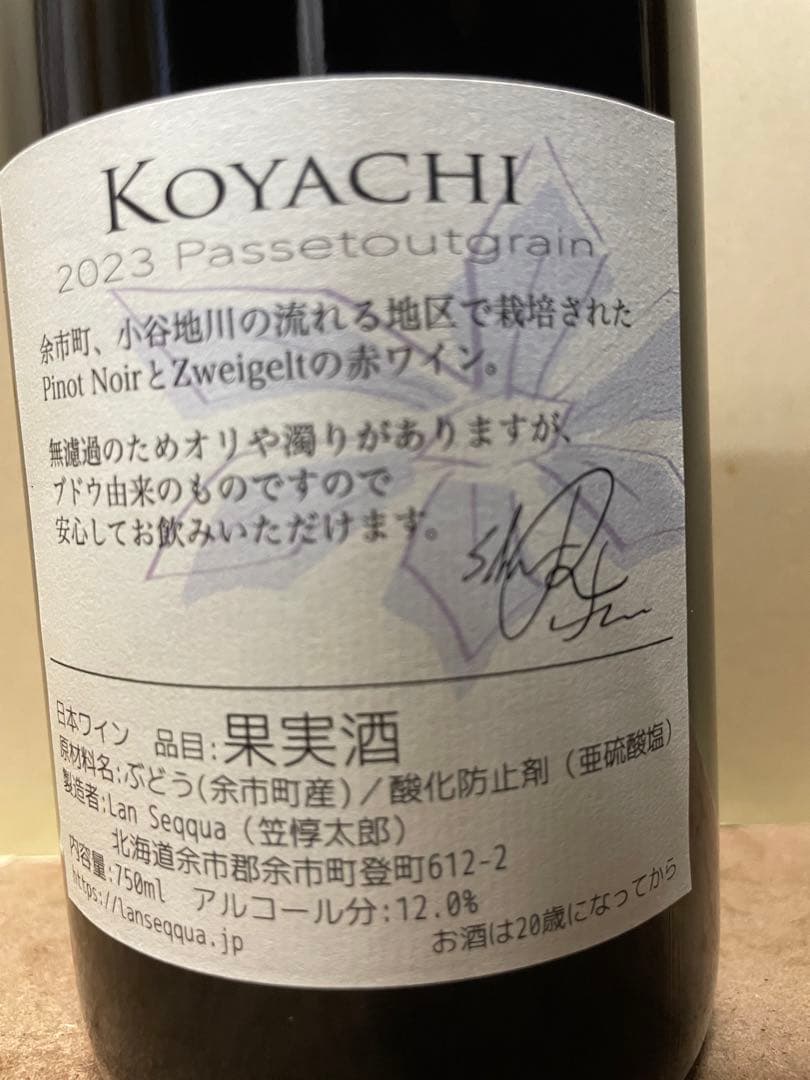 KOYACHI
2023 Passetoutgrain
余市町、小谷地川の流れる地区で栽培された
Pinot NoirとZweigeltの赤ワイン。
無濾過のためオリや濁りがありますが、
ブドウ由来のものですので
安心してお飲みいただけます。
日本ワイン 品目:果実酒
原材料名:ぶどう(余市町産)/酸化防止剤(亜硫酸塩)
製造者:Lan Seqqua(笠惇太郎)
北海道余市郡余市町登町612-2
内容量:750ml アルコール分:12.0%
https://lanseqqua.jp
お酒は20歳になってから